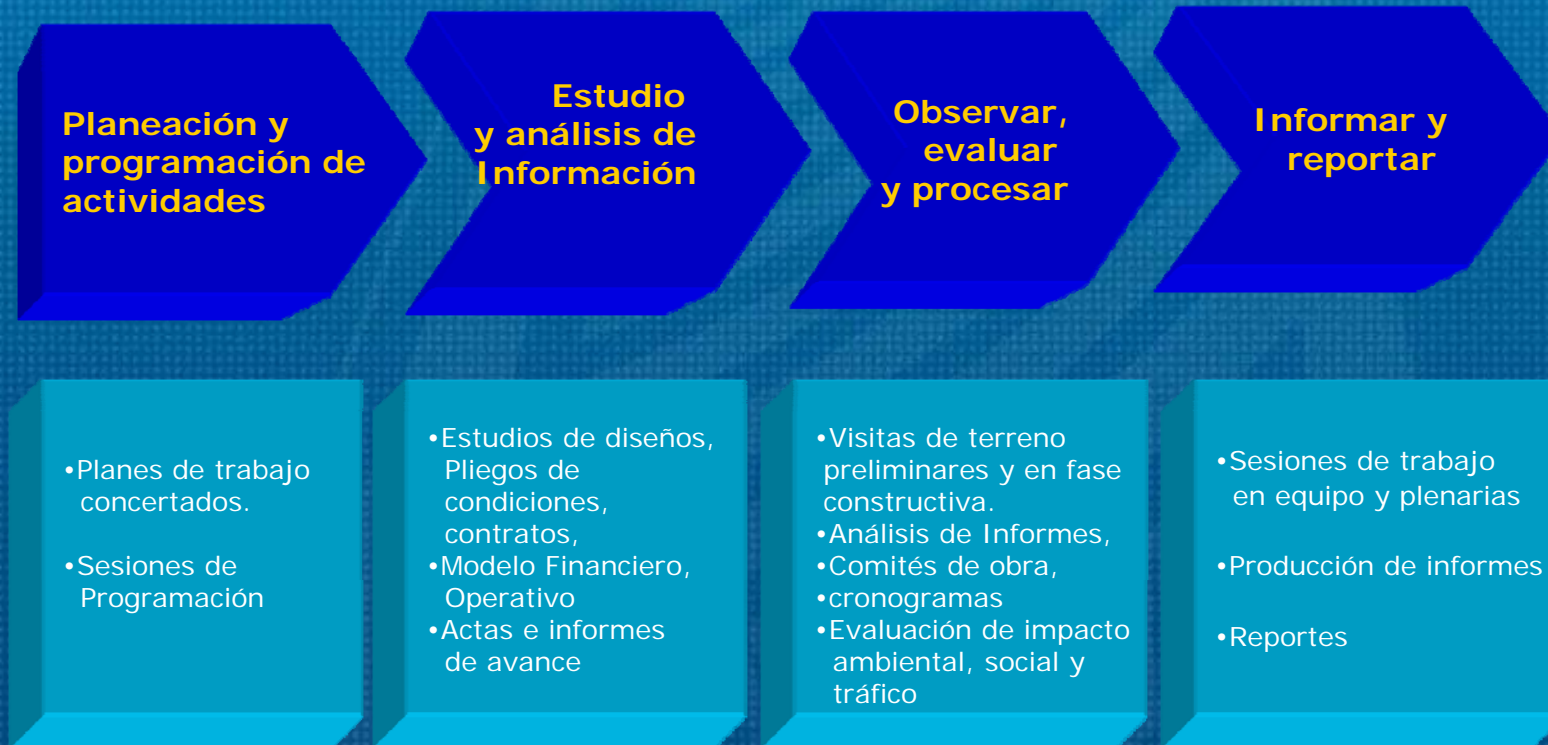 Planeación y
programación de
actividades
Estudio
y análisis de
Información
Observar,
evaluar
y procesar
Informar y
reportar
•Planes de trabajo
concertados.
•Sesiones de
Programación
•Estudios de diseños,
Pliegos de
condiciones,
contratos,
•Modelo Financiero,
Operativo
•Actas e informes
de avance
•Visitas de terreno
preliminares y en fase
constructiva.
•Análisis de Informes,
•Comités de obra,
•cronogramas
•Evaluación de impacto
ambiental, social y
tráfico
•Sesiones de trabajo
en equipo y plenarias
•Producción de informes
•Reportes